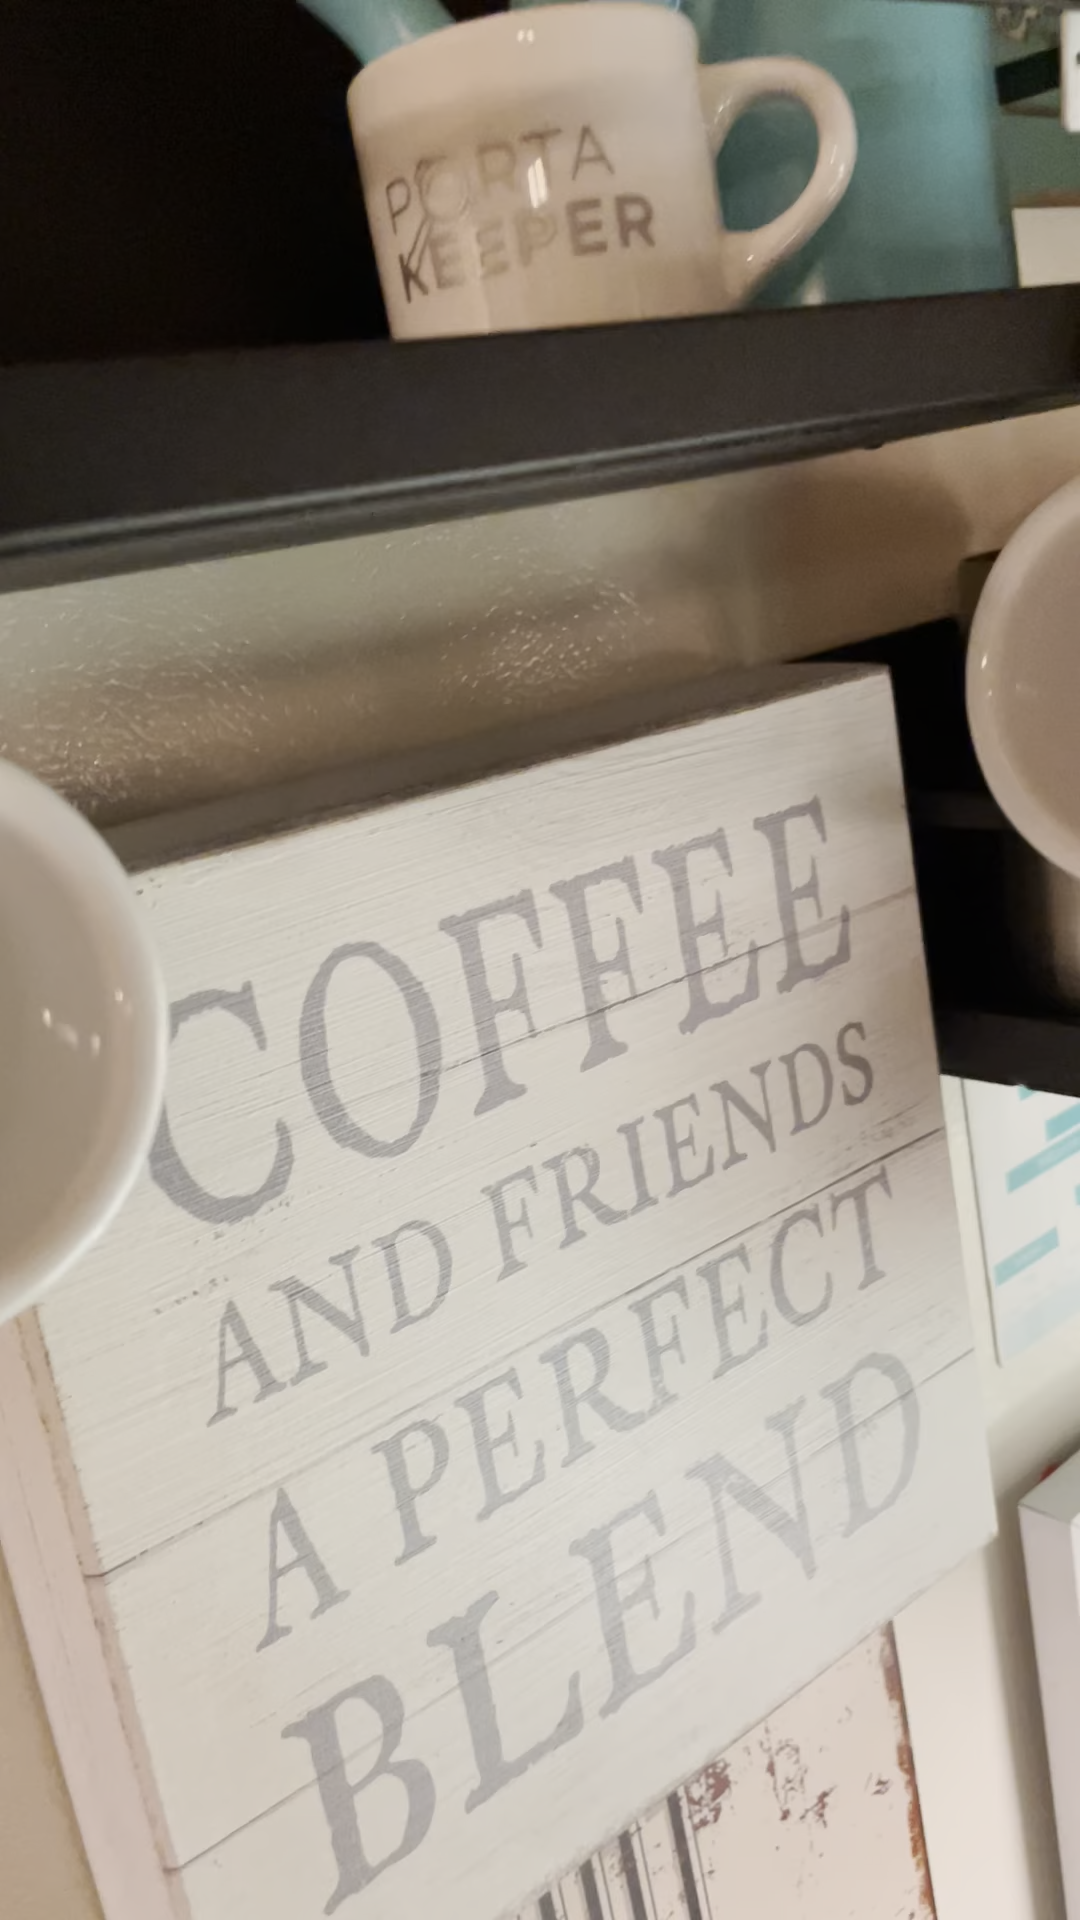 PORTA
KEEPER
COFFEE
AND FRIENDS
A PERFECT
BLEND